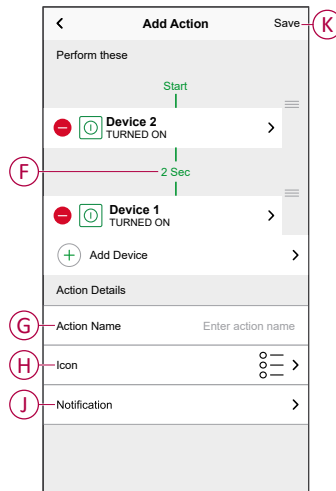 Add Action
Save
K
Perform these
Start
Device 2
TURNED ON
F
2 Sec
Device 1
TURNED ON
Add Device
Action Details
G
Action Name
Enter action name
H
Icon
J
Notification